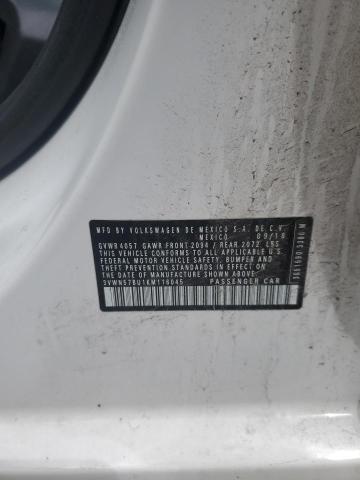 MFD BY VOLKSWAGEN DE MEXICO S.A. DE C.V.
MEXICO 09/18
GVWR 4057 GAWR FRONT 2094 / REAR 2072 LBS
THIS VEHICLE CONFORMS TO ALL APPLICABLE U.S.
FEDERAL MOTOR VEHICLE SAFETY, BUMPER AND
THEFT PREVENTION STANDARDS IN EFFECT ON THE
DATE OF MANUFACTURE SHOWN ABOVE.
3VWN57BU1KM116045 PASSENGER CAR